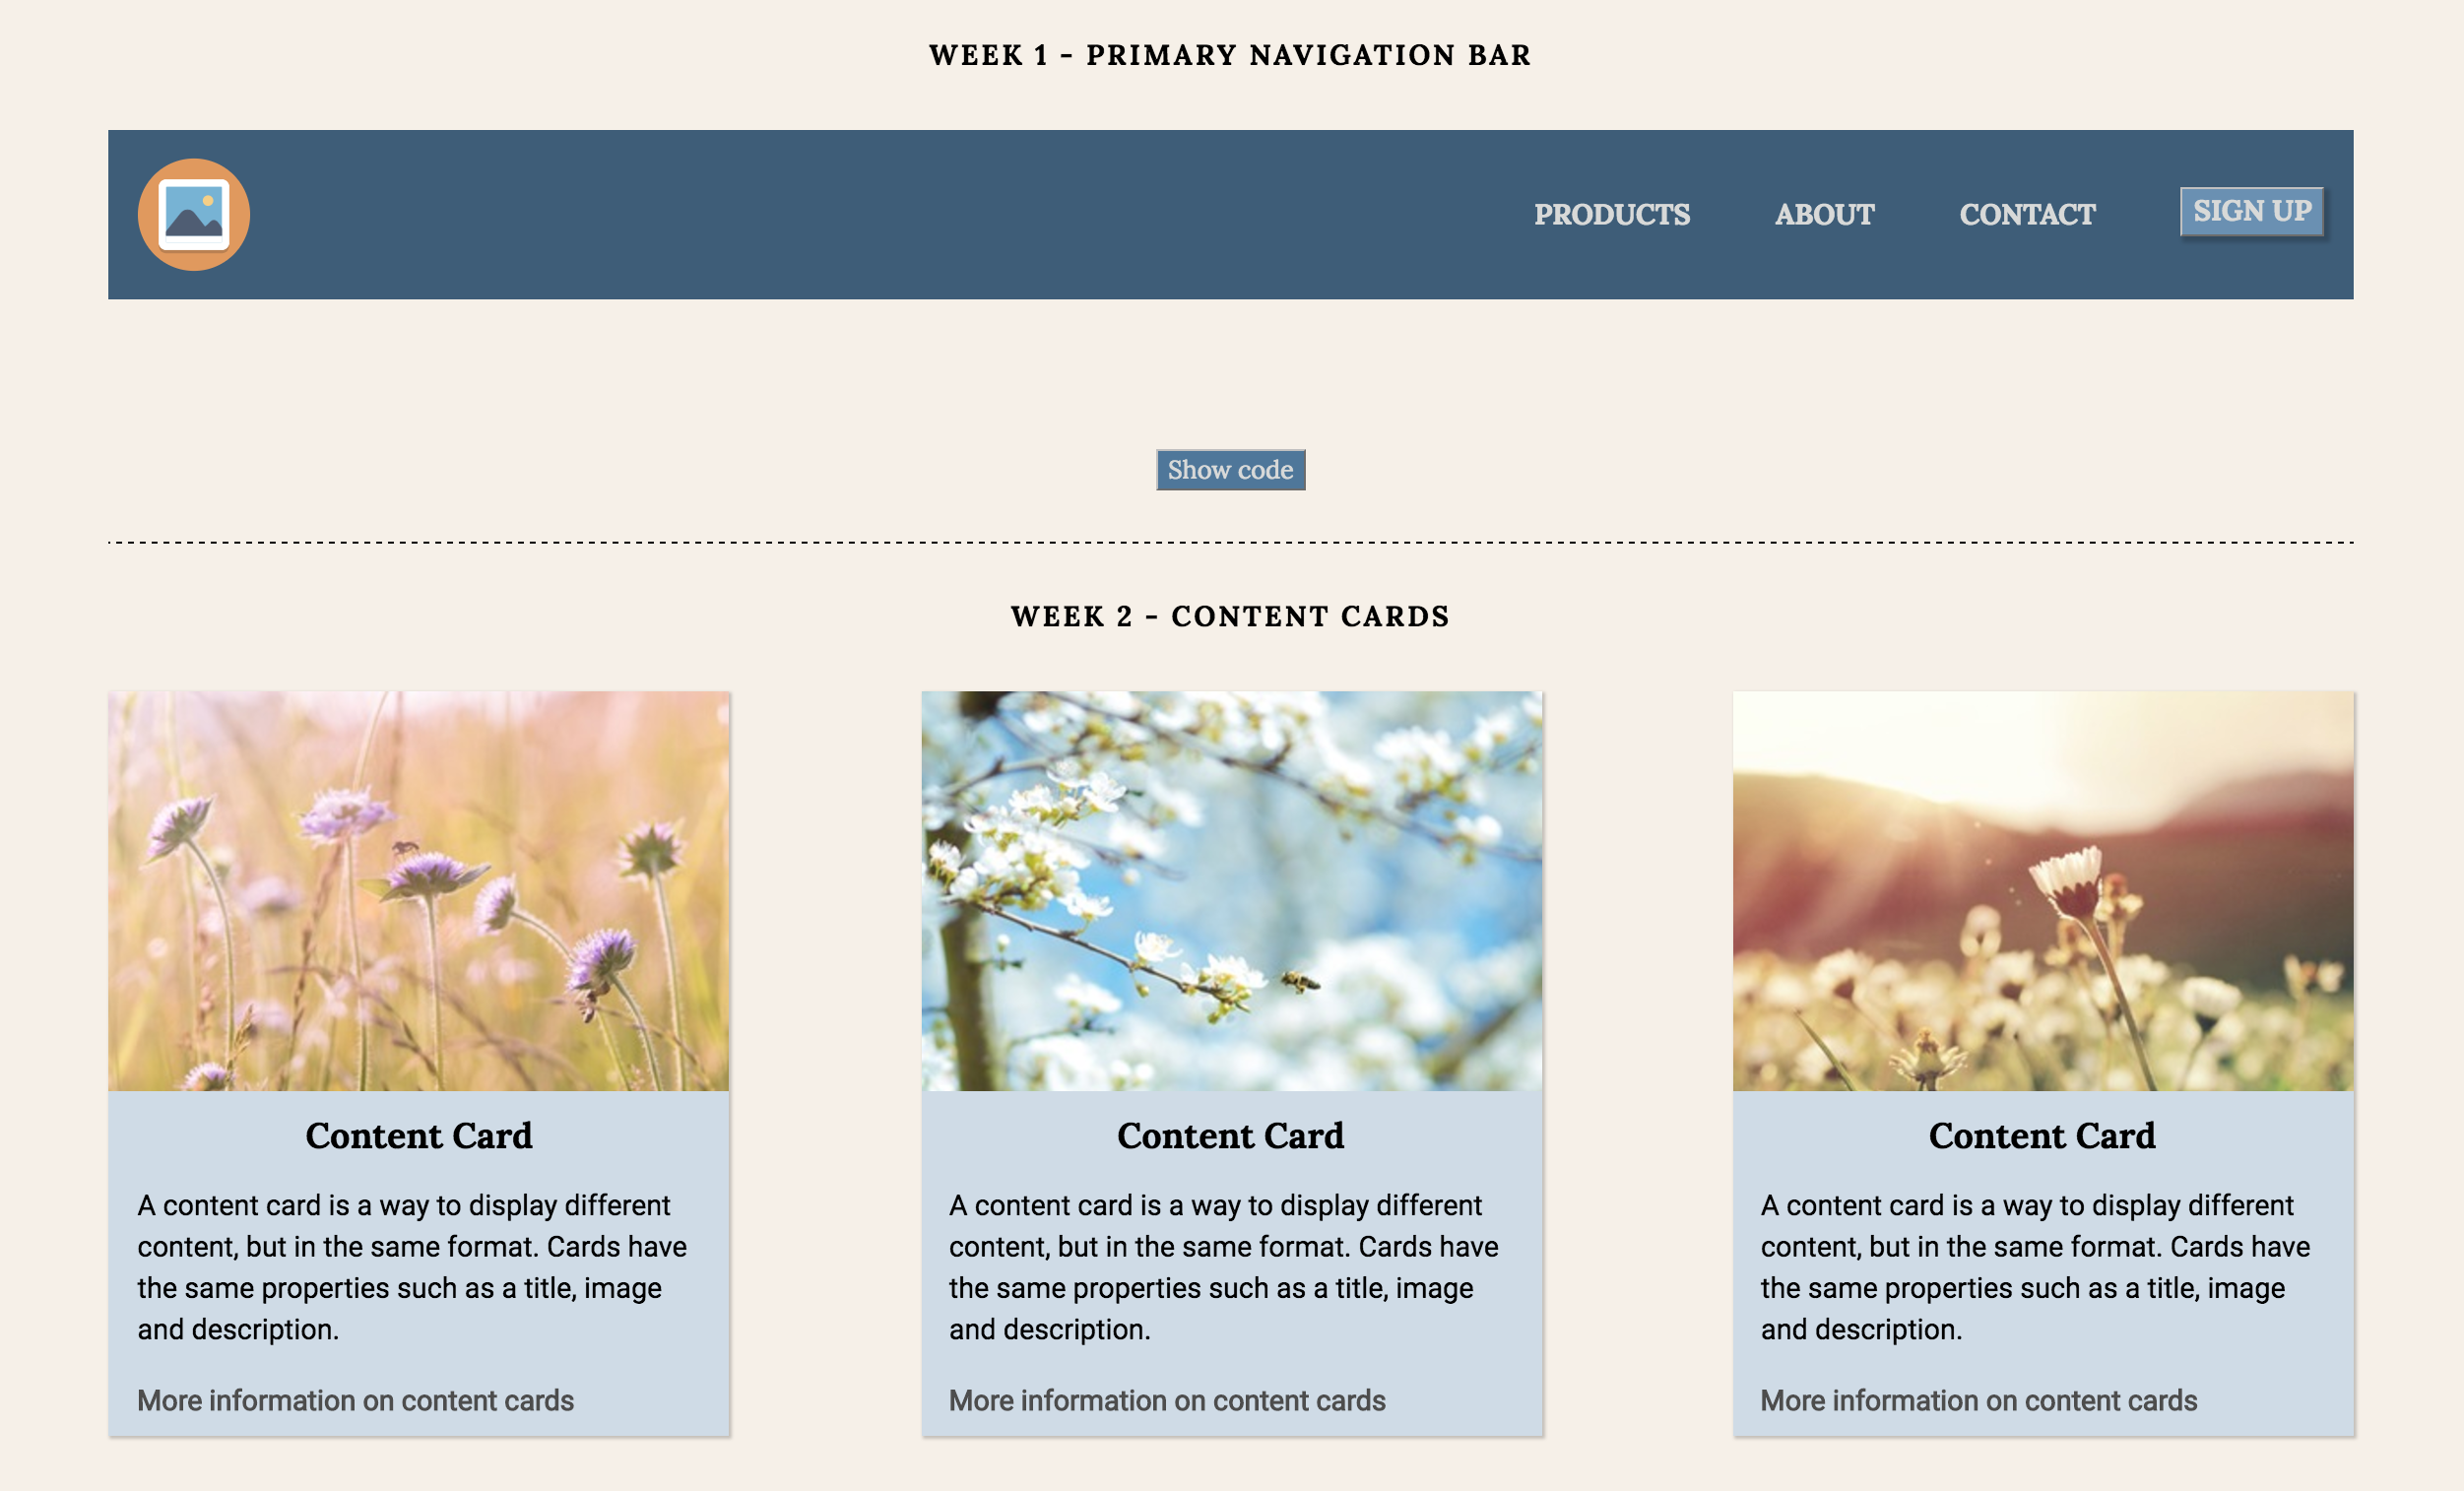 WEEK 1 - PRIMARY NAVIGATION BAR
PRODUCTS ABOUT CONTACT SIGN UP
Show code
WEEK 2 - CONTENT CARDS
Content Card
A content card is a way to display different
content, but in the same format. Cards have
the same properties such as a title, image
and description.
More information on content cards
Content Card
A content card is a way to display different
content, but in the same format. Cards have
the same properties such as a title, image
and description.
More information on content cards
Content Card
A content card is a way to display different
content, but in the same format. Cards have
the same properties such as a title, image
and description.
More information on content cards